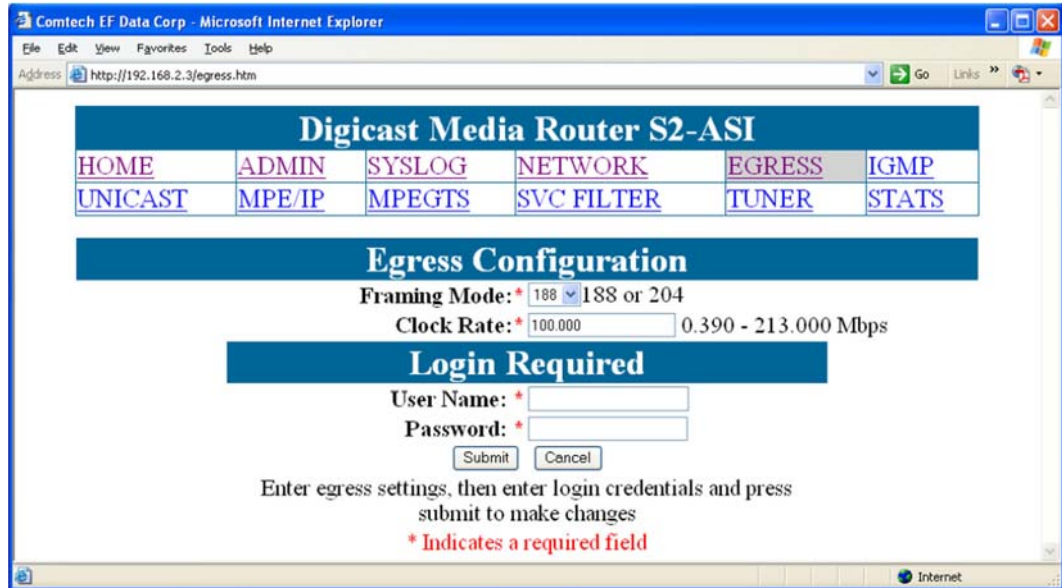 Comtech EF Data Corp - Microsoft Internet Explorer
File Edit View Favorites Tools Help
Address http://192.168.2.3/egress.htm Go Links »
Digicast Media Router S2-ASI
HOME ADMIN SYSLOG NETWORK EGRESS IGMP
UNICAST MPE/IP MPEGTS SVC FILTER TUNER STATS
Egress Configuration
Framing Mode:* 188 188 or 204
Clock Rate:* 100.000 0.390 - 213.000 Mbps
Login Required
User Name: *
Password: *
Submit Cancel
Enter egress settings, then enter login credentials and press
submit to make changes
* Indicates a required field
Internet